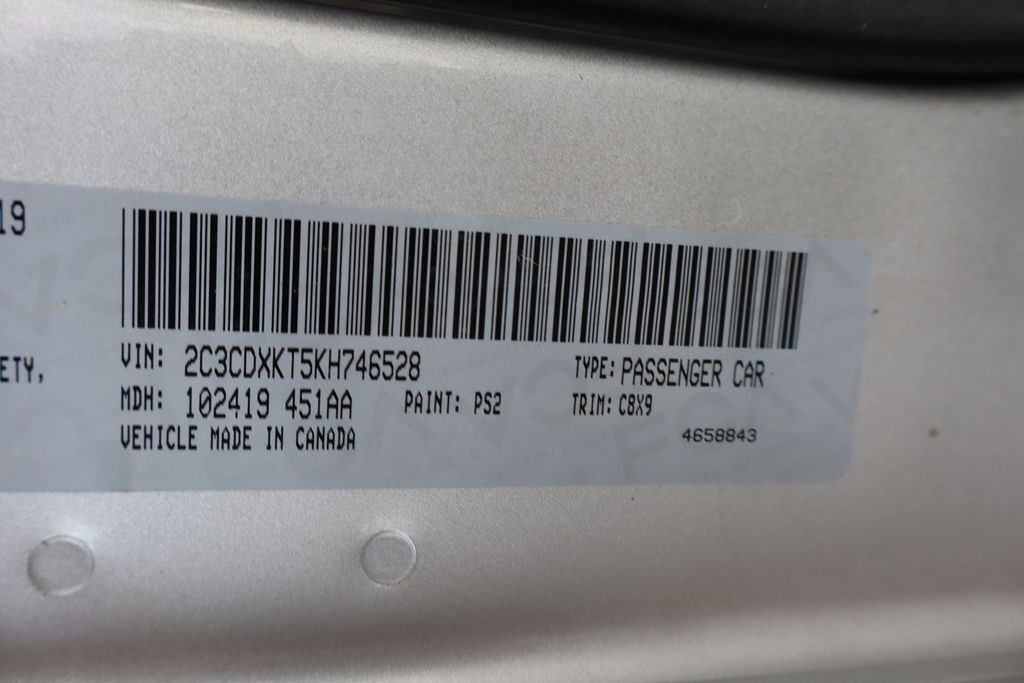 19
ETY,
VIN: 2C3CDXKT5KH746528 TYPE: PASSENGER CAR
MDH: 102419 451AA PAINT: PS2 TRIM: C8X9
VEHICLE MADE IN CANADA 4658843